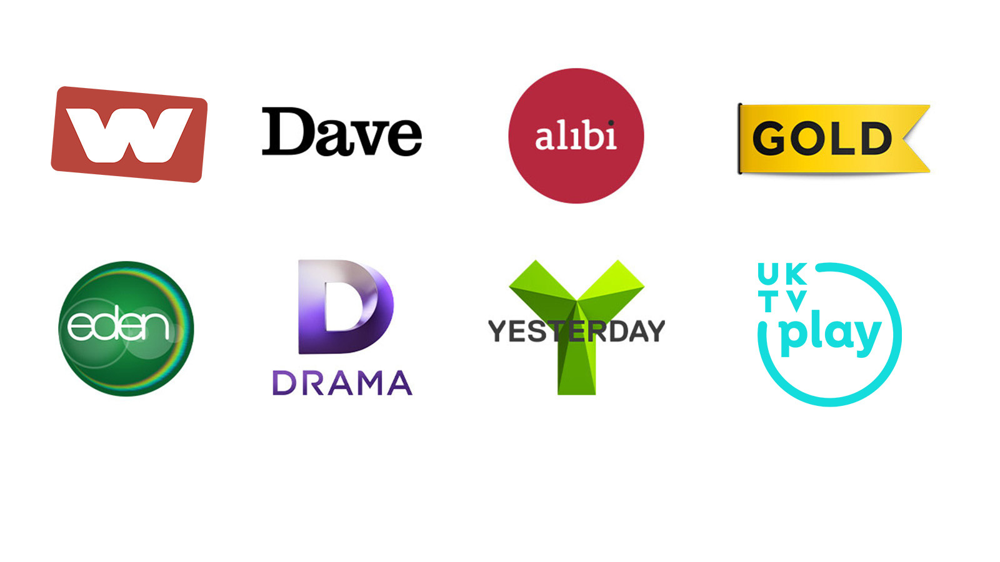 W
Dave
alibi
GOLD
eden
D
DRAMA
YESTERDAY
UK
TV
play